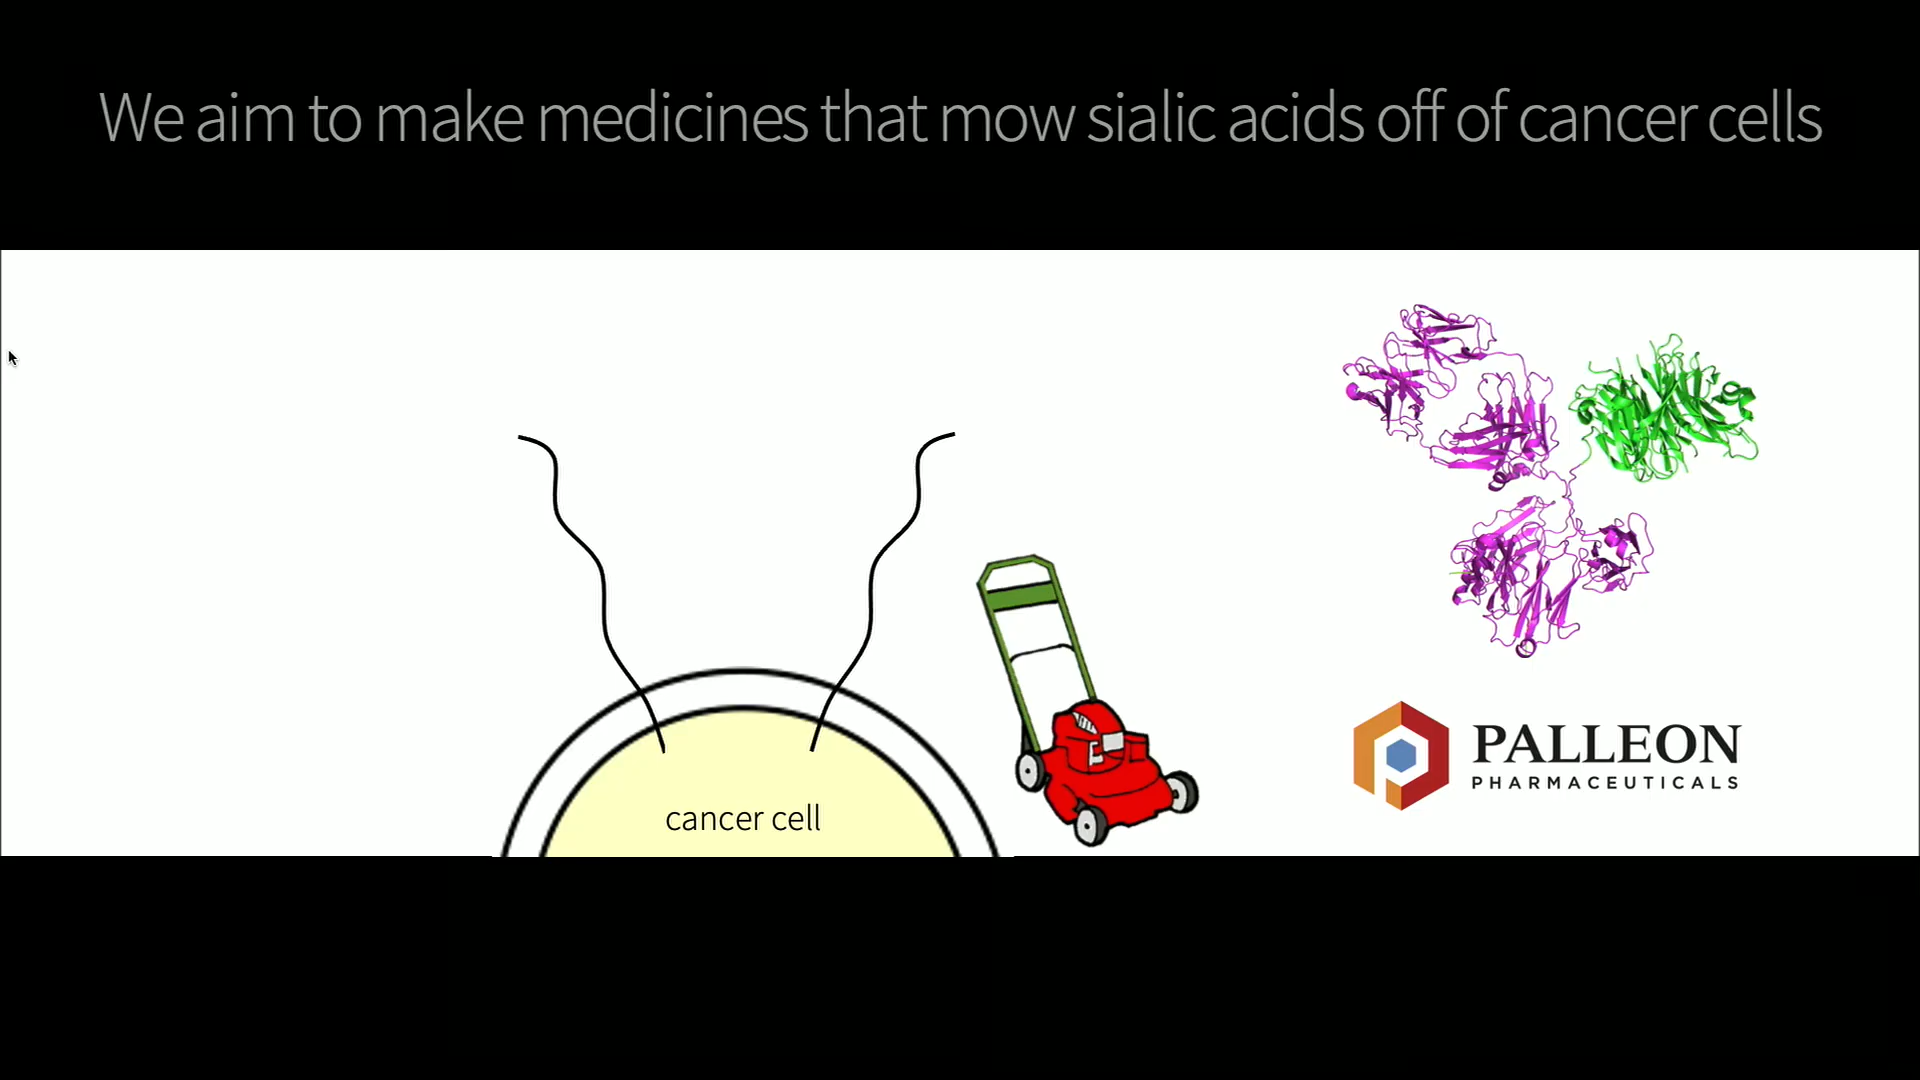 We aim to make medicines that mow sialic acids off of cancer cells
cancer cell
PALLEON
PHARMACEUTICALS